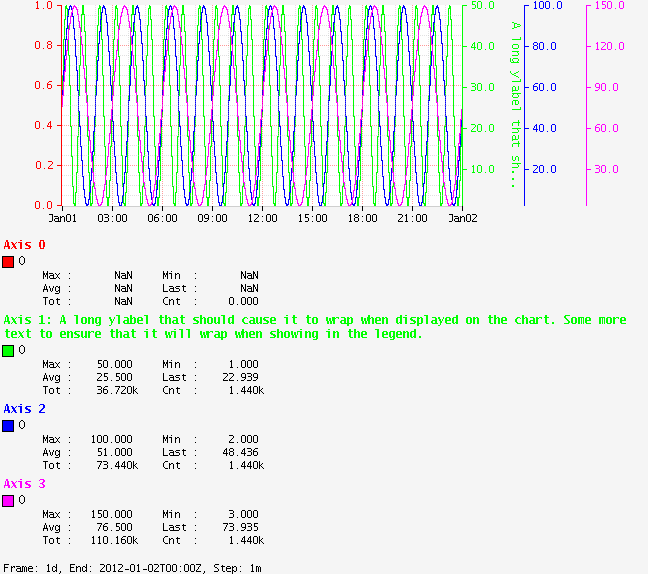 1.0
0.8
0.6
0.4
0.2
0.0
50.0
40.0
30.0
20.0
10.0
A long ylabel that sh...
100.0
80.0
60.0
40.0
20.0
150.0
120.0
90.0
60.0
30.0
Jan01 03:00 06:00 09:00 12:00 15:00 18:00 21:00 Jan02
Axis 0
0
Max : NaN Min : NaN
Avg : NaN Last : NaN
Tot : NaN Cnt : 0.000
Axis 1: A long ylabel that should cause it to wrap when displayed on the chart. Some more
text to ensure that it will wrap when showing in the legend.
0
Max : 50.000 Min : 1.000
Avg : 25.500 Last : 22.939
Tot : 36.720k Cnt : 1.440k
Axis 2
0
Max : 100.000 Min : 2.000
Avg : 51.000 Last : 48.436
Tot : 73.440k Cnt : 1.440k
Axis 3
0
Max : 150.000 Min : 3.000
Avg : 76.500 Last : 73.935
Tot : 110.160k Cnt : 1.440k
Frame: 1d, End: 2012-01-02T00:00Z, Step: 1m